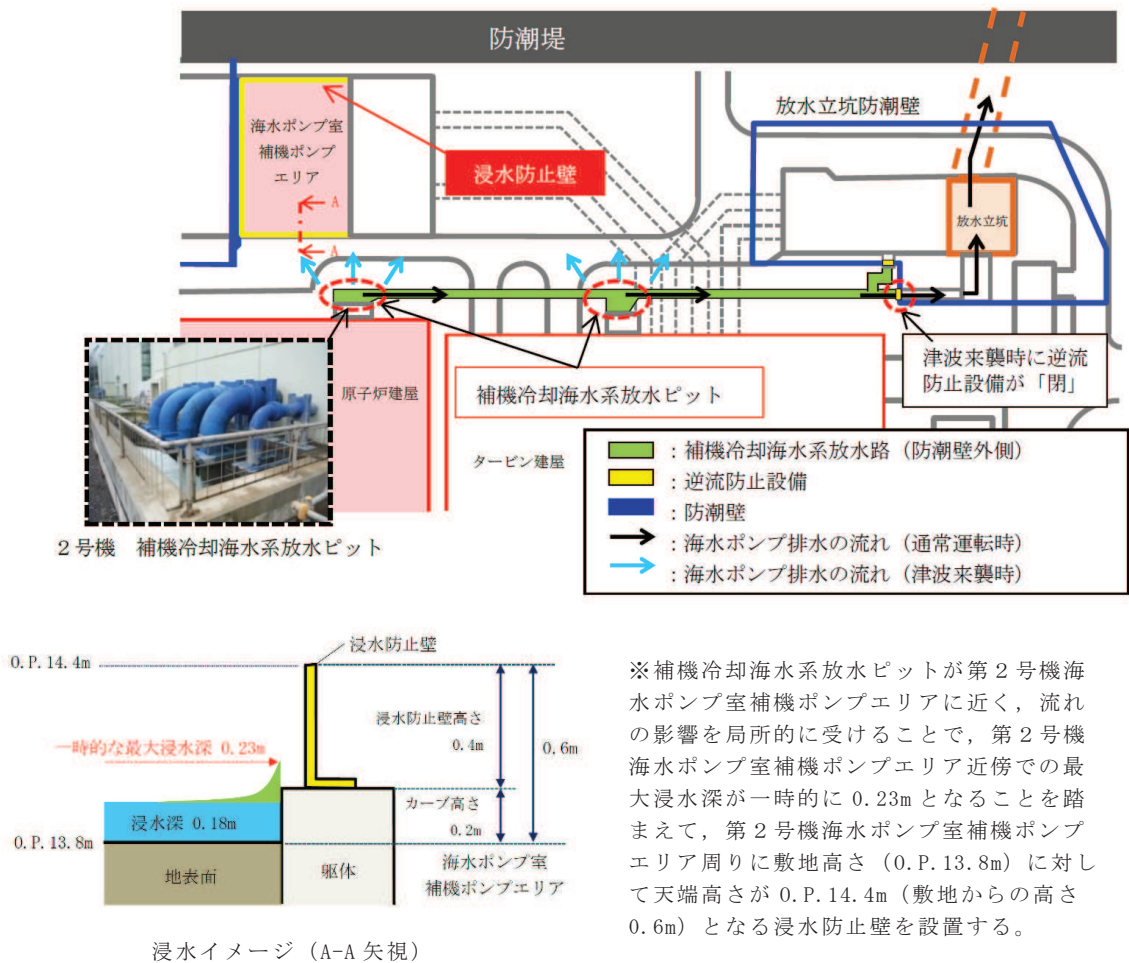 防潮堤
放水立坑防潮壁
海水ポンプ室
補機ポンプ
エリア
浸水防止壁
A
A
放水立坑
原子炉建屋
補機冷却海水系放水ピット
津波来襲時に逆流
防止設備が「閉」
タービン建屋
:補機冷却海水系放水路(防潮壁外側)
:逆流防止設備
:防潮壁
:海水ポンプ排水の流れ(通常運転時)
:海水ポンプ排水の流れ(津波来襲時)
2号機 補機冷却海水系放水ピット
浸水防止壁
O.P.14.4m
浸水防止壁高さ
0.4m
0.6m
一時的な最大浸水深 0.23m
カーブ高さ
0.2m
浸水深 0.18m
O.P.13.8m
地表面
躯体
海水ポンプ室
補機ポンプエリア
浸水イメージ(A-A 矢視)
※補機冷却海水系放水ピットが第2号機海
水ポンプ室補機ポンプエリアに近く,流れ
の影響を局所的に受けることで,第2号機
海水ポンプ室補機ポンプエリア近傍での最
大浸水深が一時的に 0.23m となることを踏
まえて,第2号機海水ポンプ室補機ポンプ
エリア周りに敷地高さ(O.P.13.8m)に対し
て天端高さが O.P.14.4m(敷地からの高さ
0.6m)となる浸水防止壁を設置する。